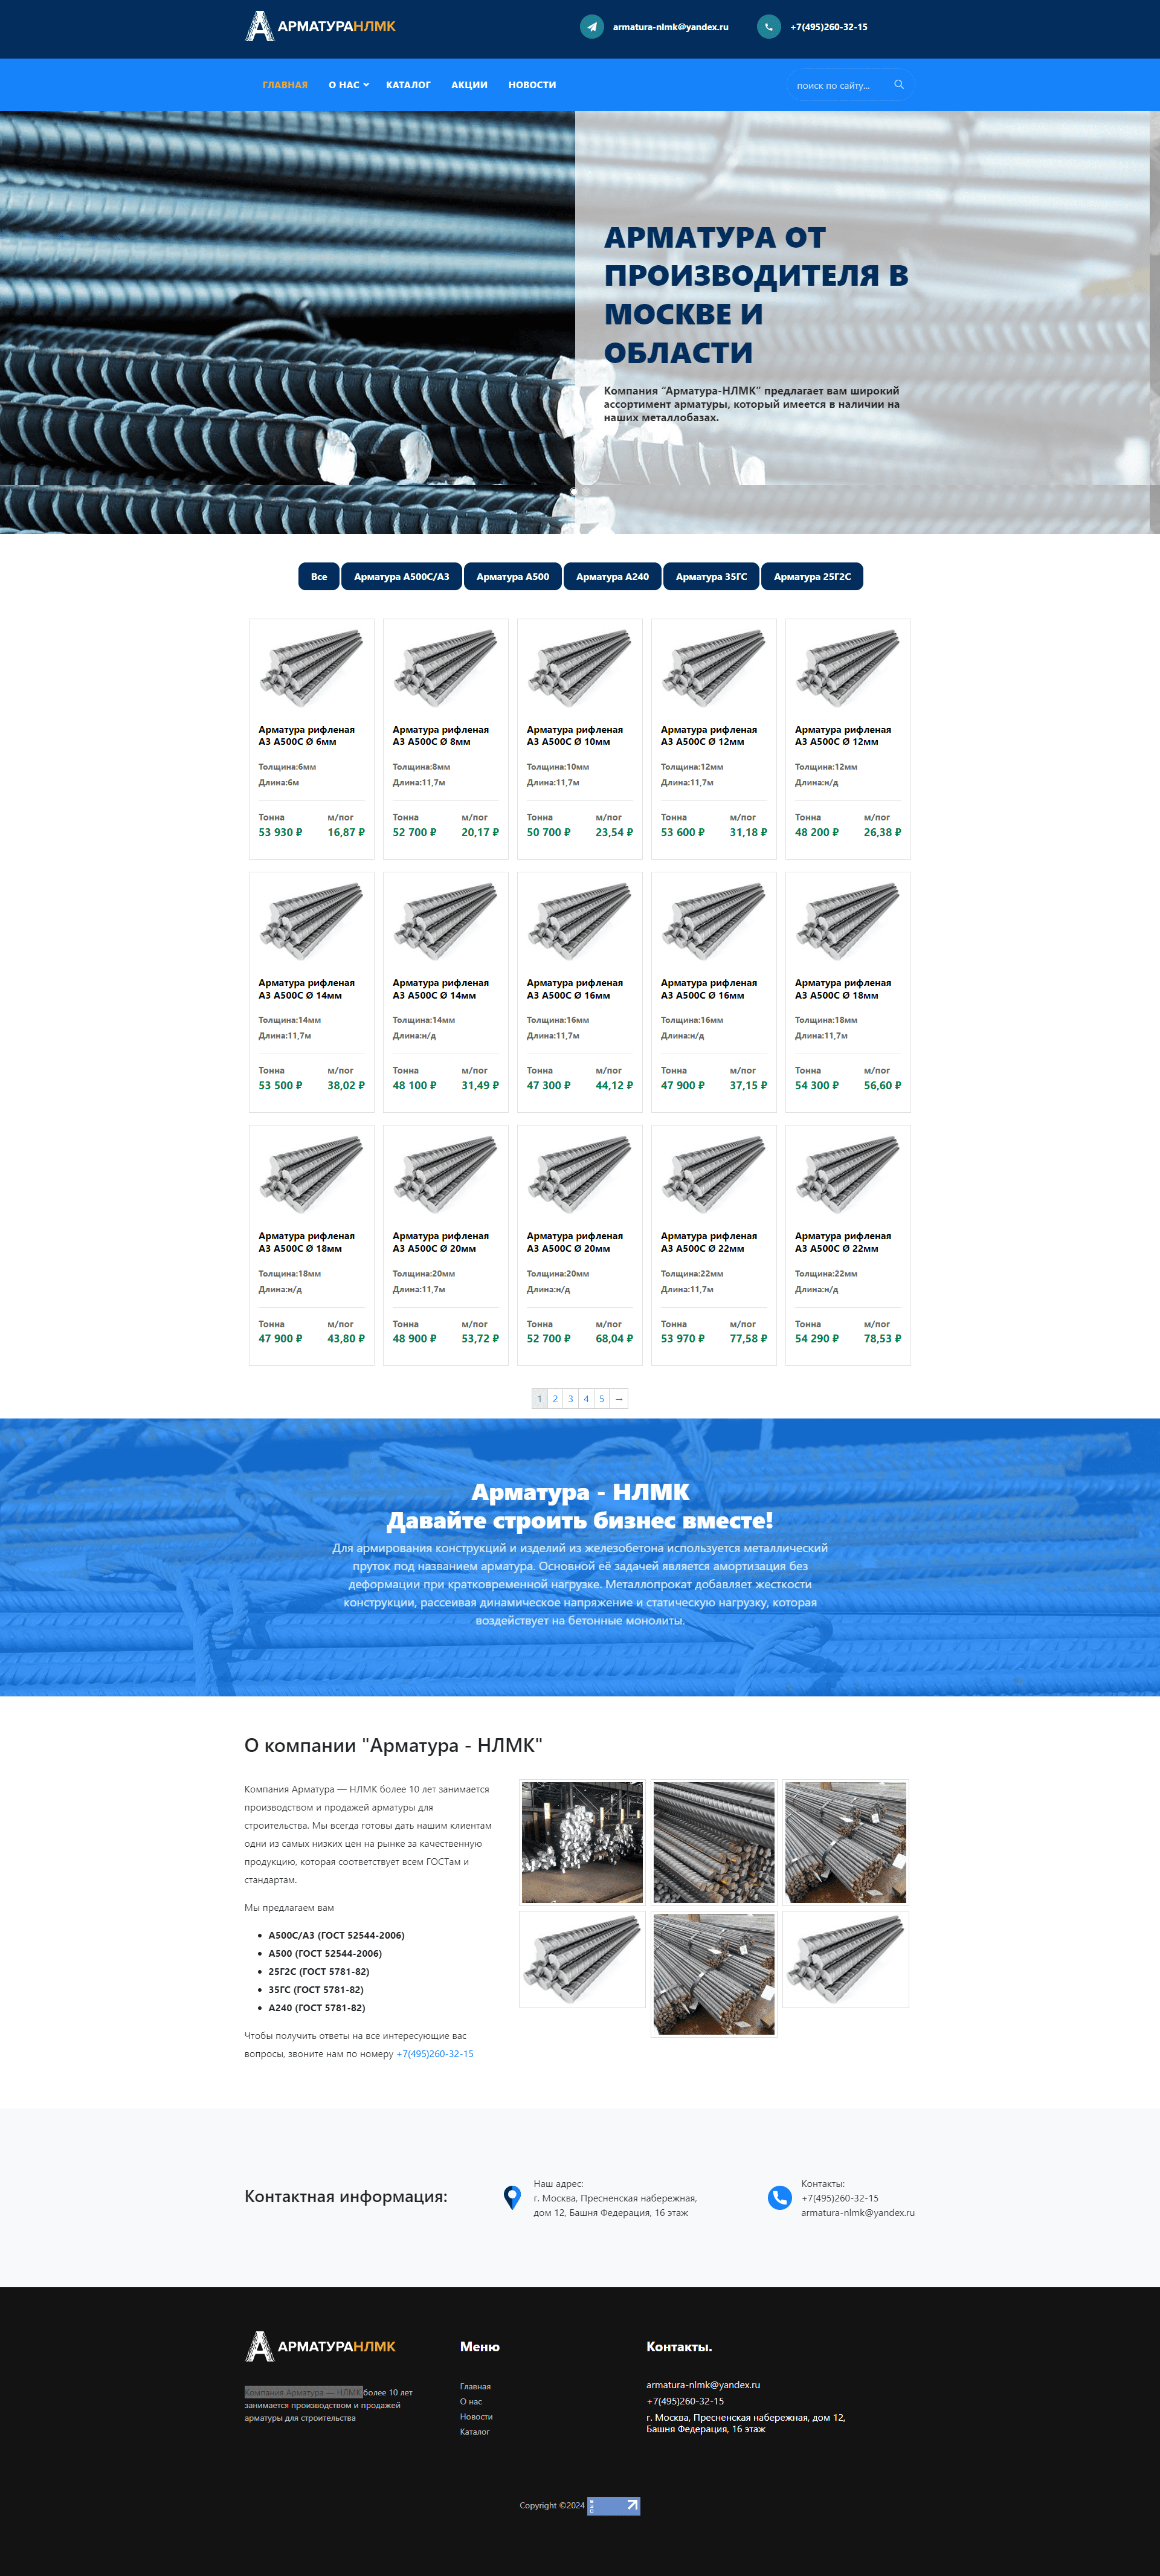 АРМАТУРАНЛМК
armatura-nlmk@yandex.ru
+7(495)260-32-15
ГЛАВНАЯ
О НАС
КАТАЛОГ
АКЦИИ
НОВОСТИ
поиск по сайту...
АРМАТУРА ОТ
ПРОИЗВОДИТЕЛЯ В
МОСКВЕ И
ОБЛАСТИ
Компания “Арматура-НЛМК” предлагает вам широкий
ассортимент арматуры, который имеется в наличии на
наших металлобазах.
Все
Арматура А500С/А3
Арматура А500
Арматура А240
Арматура 35ГС
Арматура 25Г2С
Арматура рифленая
А3 А500С Ø 6мм
Толщина:6мм
Длина:6м
Тонна м/пог
53 930 ₽ 16,87 ₽
Арматура рифленая
А3 А500С Ø 8мм
Толщина:8мм
Длина:11,7м
Тонна м/пог
52 700 ₽ 20,17 ₽
Арматура рифленая
А3 А500С Ø 10мм
Толщина:10мм
Длина:11,7м
Тонна м/пог
50 700 ₽ 23,54 ₽
Арматура рифленая
А3 А500С Ø 12мм
Толщина:12мм
Длина:11,7м
Тонна м/пог
53 600 ₽ 31,18 ₽
Арматура рифленая
А3 А500С Ø 12мм
Толщина:12мм
Длина:н/д
Тонна м/пог
48 200 ₽ 26,38 ₽
Арматура рифленая
А3 А500С Ø 14мм
Толщина:14мм
Длина:11,7м
Тонна м/пог
53 500 ₽ 38,02 ₽
Арматура рифленая
А3 А500С Ø 14мм
Толщина:14мм
Длина:н/д
Тонна м/пог
48 100 ₽ 31,49 ₽
Арматура рифленая
А3 А500С Ø 16мм
Толщина:16мм
Длина:11,7м
Тонна м/пог
47 300 ₽ 44,12 ₽
Арматура рифленая
А3 А500С Ø 16мм
Толщина:16мм
Длина:н/д
Тонна м/пог
47 900 ₽ 37,15 ₽
Арматура рифленая
А3 А500С Ø 18мм
Толщина:18мм
Длина:11,7м
Тонна м/пог
54 300 ₽ 56,60 ₽
Арматура рифленая
А3 А500С Ø 18мм
Толщина:18мм
Длина:н/д
Тонна м/пог
47 900 ₽ 43,80 ₽
Арматура рифленая
А3 А500С Ø 20мм
Толщина:20мм
Длина:11,7м
Тонна м/пог
48 900 ₽ 53,72 ₽
Арматура рифленая
А3 А500С Ø 20мм
Толщина:20мм
Длина:н/д
Тонна м/пог
52 700 ₽ 68,04 ₽
Арматура рифленая
А3 А500С Ø 22мм
Толщина:22мм
Длина:11,7м
Тонна м/пог
53 970 ₽ 77,58 ₽
Арматура рифленая
А3 А500С Ø 22мм
Толщина:22мм
Длина:н/д
Тонна м/пог
54 290 ₽ 78,53 ₽
1 2 3 4 5 →
Арматура - НЛМК
Давайте строить бизнес вместе!
Для армирования конструкций и изделий из железобетона используется металлический
пруток под названием арматура. Основной её задачей является амортизация без
деформации при кратковременной нагрузке. Металлопрокат добавляет жесткости
конструкции, рассеивая динамическое напряжение и статическую нагрузку, которая
воздействует на бетонные монолиты.
О компании "Арматура - НЛМК"
Компания Арматура — НЛМК более 10 лет занимается
производством и продажей арматуры для
строительства. Мы всегда готовы дать нашим клиентам
одни из самых низких цен на рынке за качественную
продукцию, которая соответствует всем ГОСТам и
стандартам.
Мы предлагаем вам
• А500С/А3 (ГОСТ 52544-2006)
• А500 (ГОСТ 52544-2006)
• 25Г2С (ГОСТ 5781-82)
• 35ГС (ГОСТ 5781-82)
• А240 (ГОСТ 5781-82)
Чтобы получить ответы на все интересующие вас
вопросы, звоните нам по номеру +7(495)260-32-15
Контактная информация:
Наш адрес:
г. Москва, Пресненская набережная,
дом 12, Башня Федерация, 16 этаж
Контакты:
+7(495)260-32-15
armatura-nlmk@yandex.ru
АРМАТУРАНЛМК
Компания Арматура — НЛМК более 10 лет
занимается производством и продажей
арматуры для строительства
Меню
Главная
О нас
Новости
Каталог
Контакты.
armatura-nlmk@yandex.ru
+7(495)260-32-15
г. Москва, Пресненская набережная, дом 12,
Башня Федерация, 16 этаж
Copyright ©2024